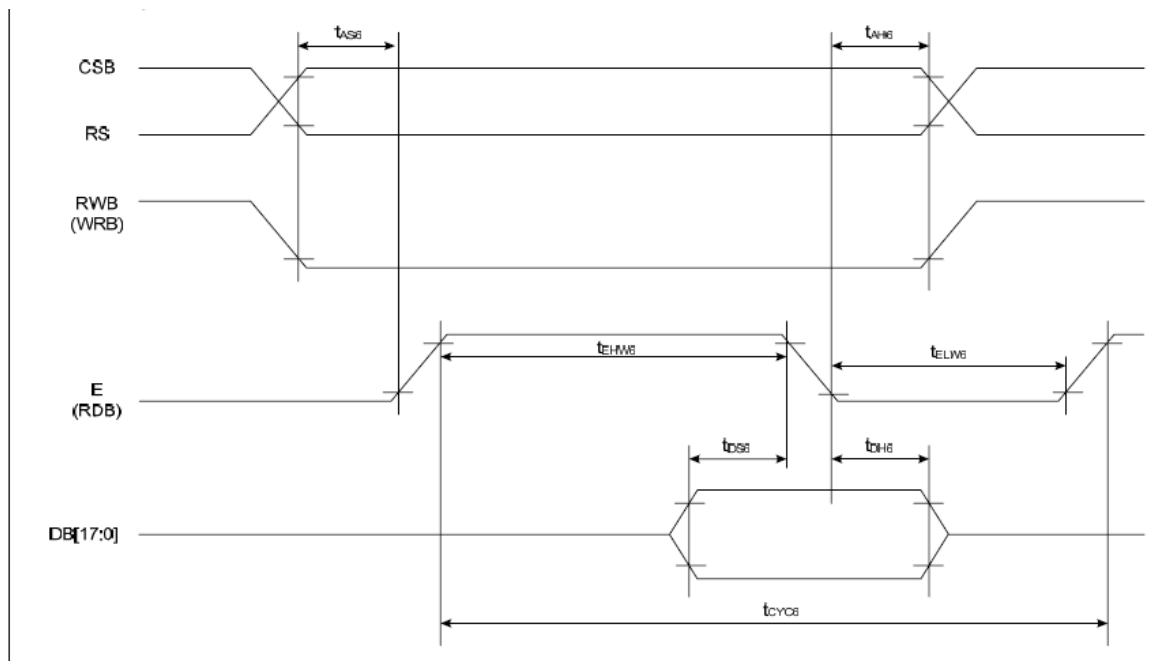 tAS6
tAH6
CSB
RS
RWB
(WRB)
tEHW6
tELW6
E
(RDB)
tDS6
tDH6
DB[17:0]
tCYC6